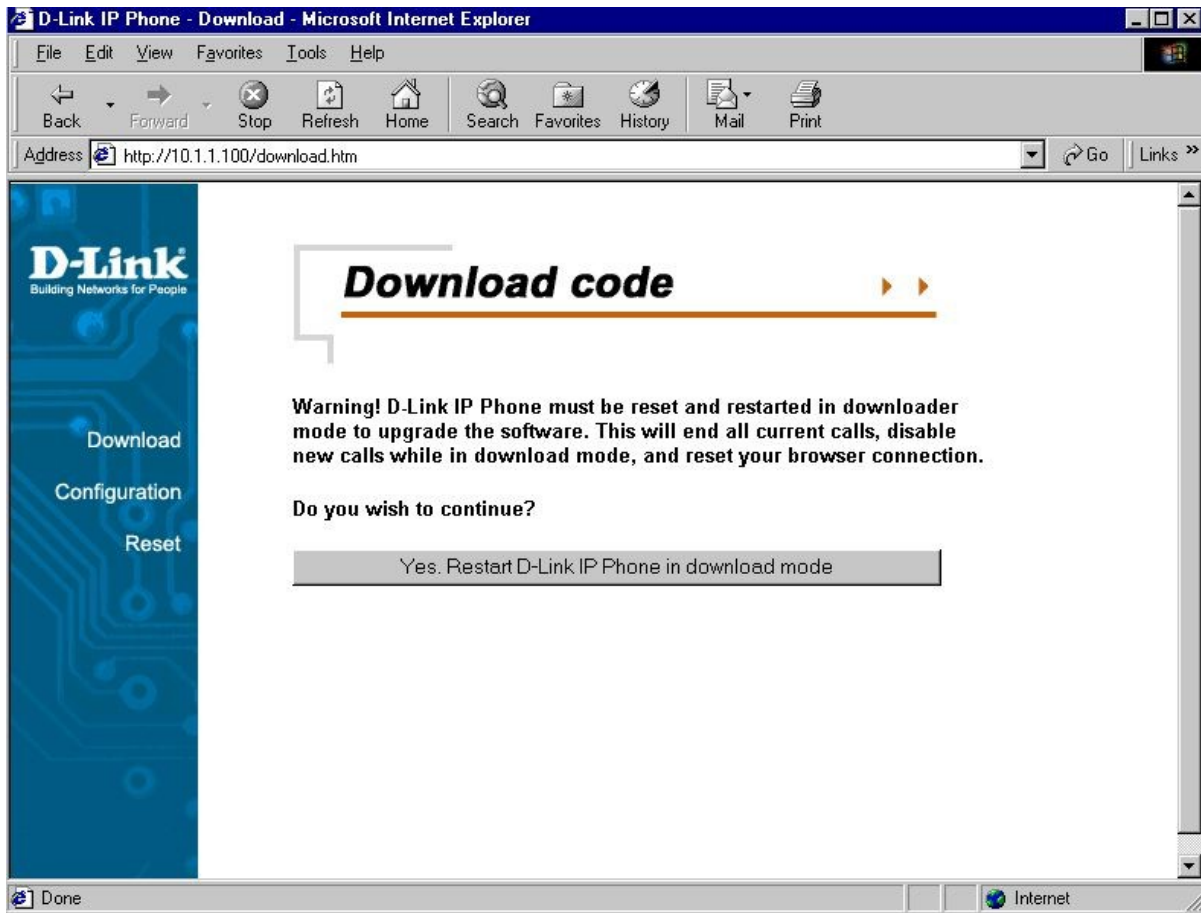 D-Link IP Phone - Download - Microsoft Internet Explorer
File Edit View Favorites Tools Help
Back Forward Stop Refresh Home Search Favorites History Mail Print
Address http://10.1.1.100/download.htm Go Links »
D-Link
Building Networks for People
Download code
Warning! D-Link IP Phone must be reset and restarted in downloader
mode to upgrade the software. This will end all current calls, disable
new calls while in download mode, and reset your browser connection.
Do you wish to continue?
Yes. Restart D-Link IP Phone in download mode
Download
Configuration
Reset
Done Internet